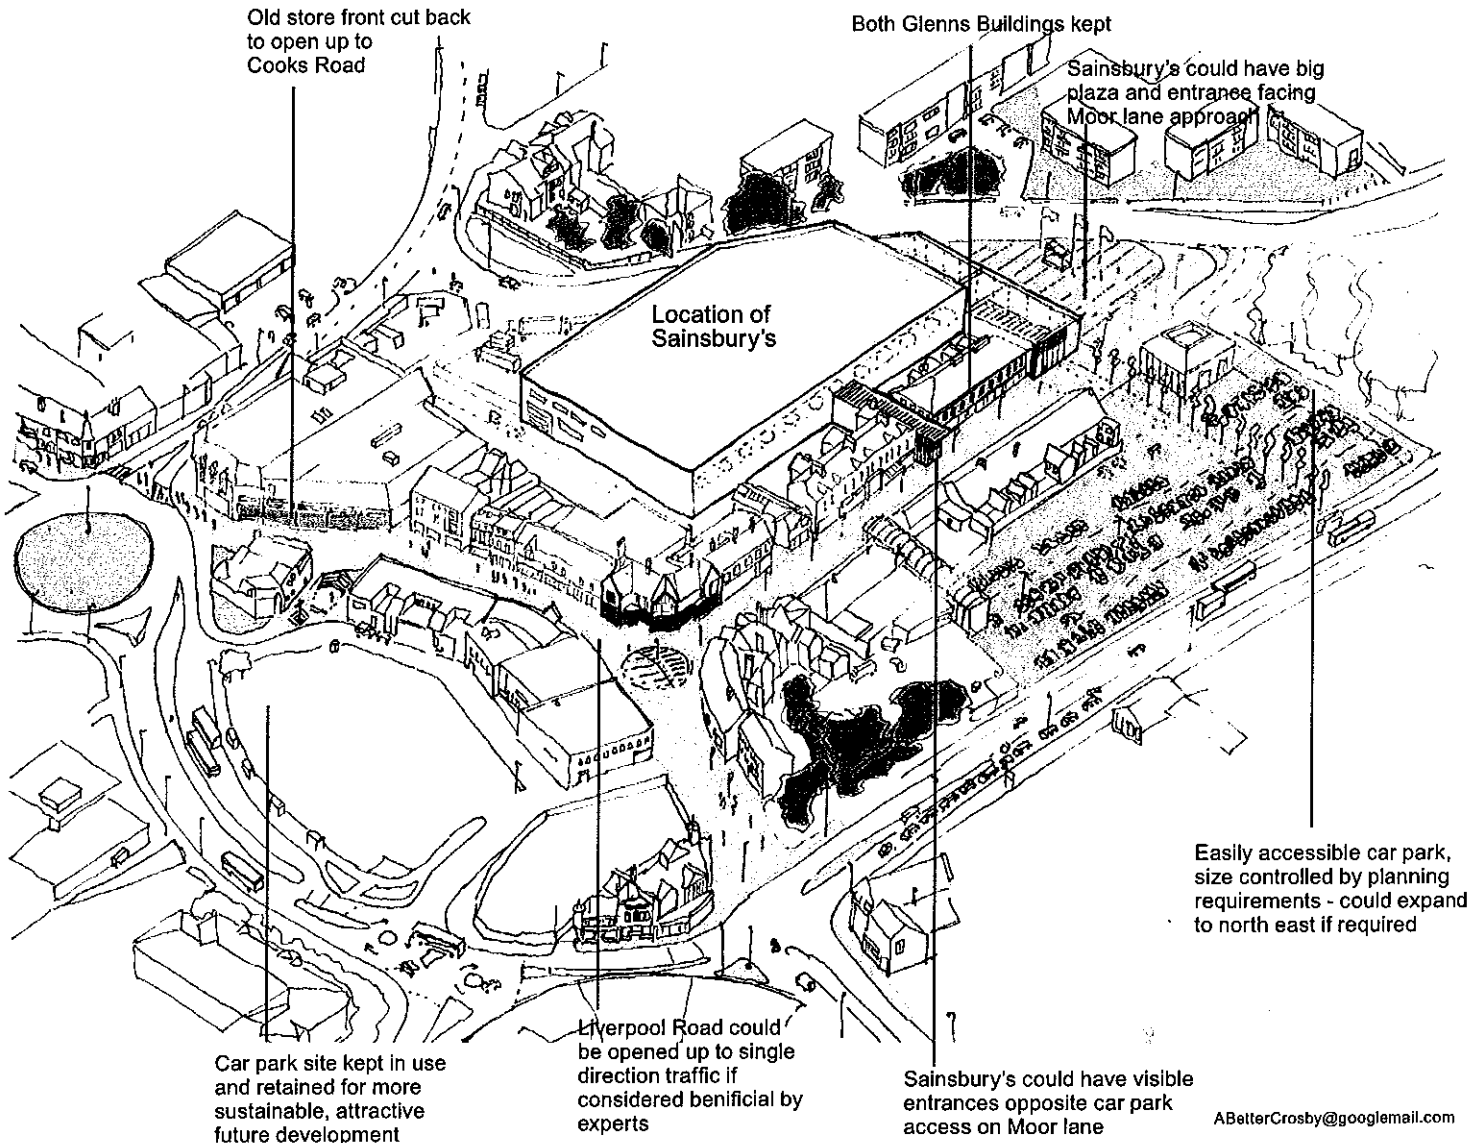 Old store front cut back
to open up to
Cooks Road
Both Glenns Buildings kept
Sainsbury's could have big
plaza and entrance facing
Moor lane approach
Location of
Sainsbury's
Easily accessible car park,
size controlled by planning
requirements - could expand
to north east if required
Car park site kept in use
and retained for more
sustainable, attractive
future development
Liverpool Road could
be opened up to single
direction traffic if
considered benificial by
experts
Sainsbury's could have visible
entrances opposite car park
access on Moor lane
ABetterCrosby@googlemail.com